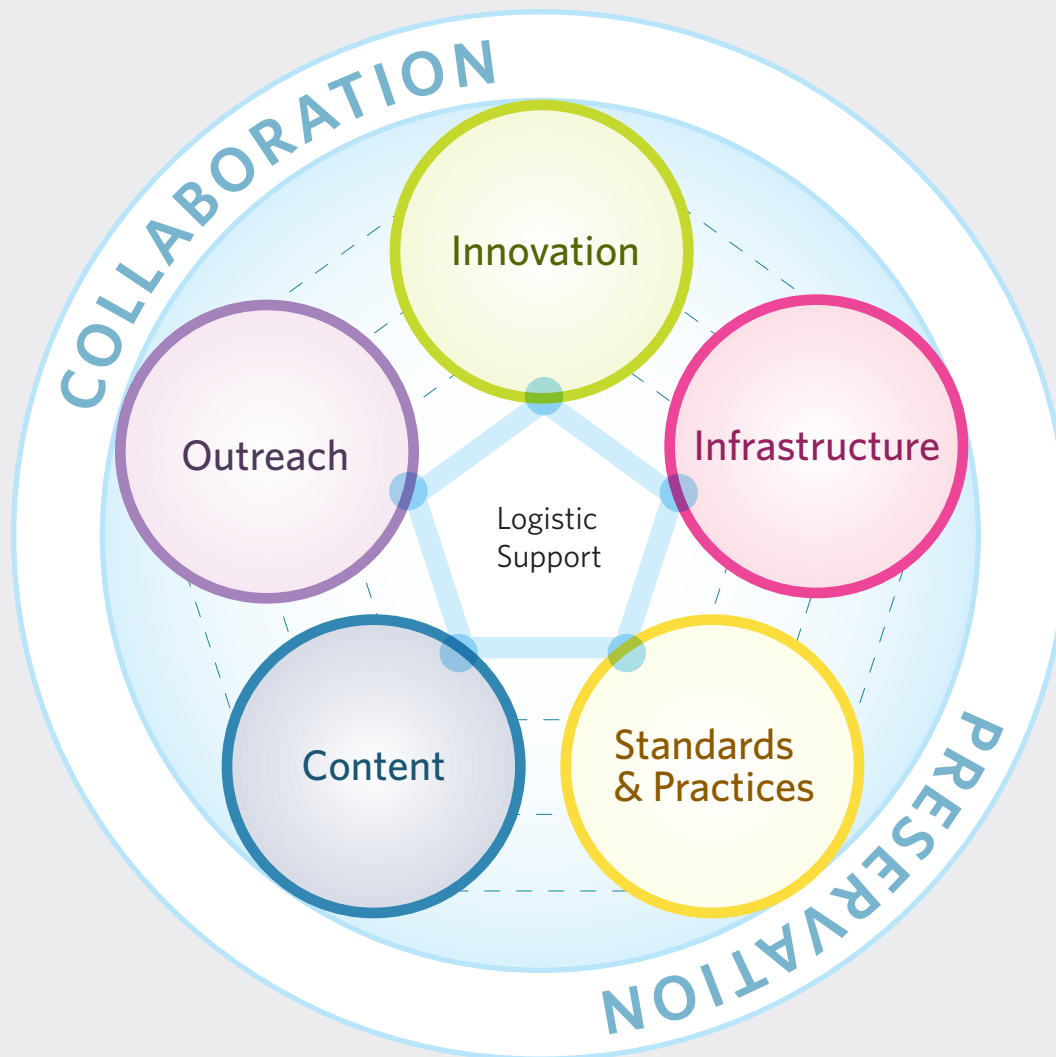 COLLABORATION
Innovation
Outreach
Infrastructure
Logistic
Support
Content
Standards
& Practices
PRESERVATION